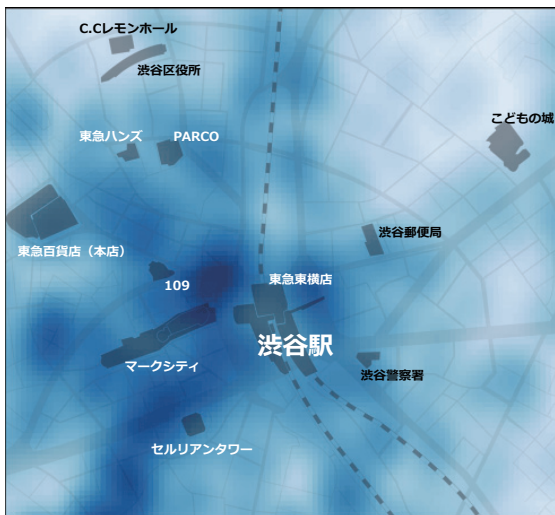 C.Cレモンホール
渋谷区役所
こどもの城
東急ハンズ
PARCO
渋谷郵便局
東急百貨店（本店）
東急東横店
109
渋谷駅
マークシティ
渋谷警察署
セルリアンタワー